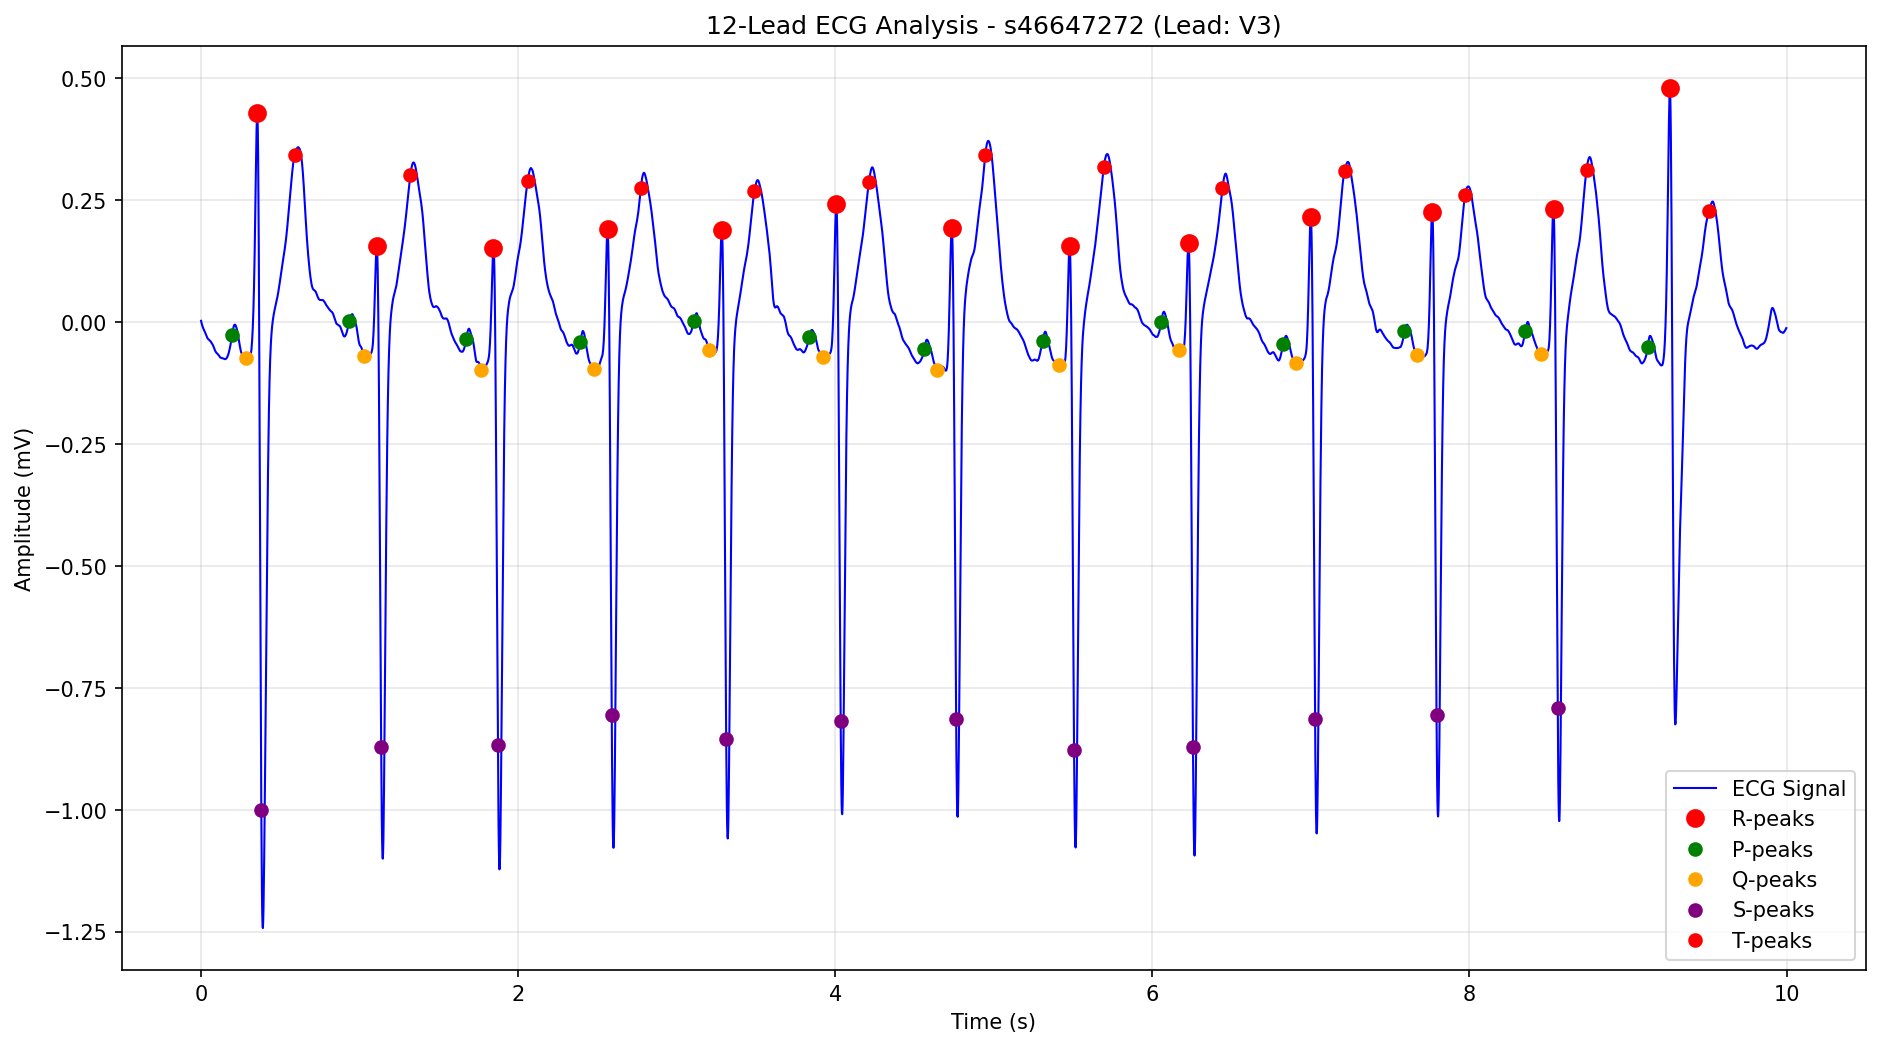 12-Lead ECG Analysis - s46647272 (Lead: V3)
Amplitude (mV)
0.50
0.25
0.00
−0.25
−0.50
−0.75
−1.00
−1.25
0 2 4 6 8 10
Time (s)
ECG Signal
R-peaks
P-peaks
Q-peaks
S-peaks
T-peaks